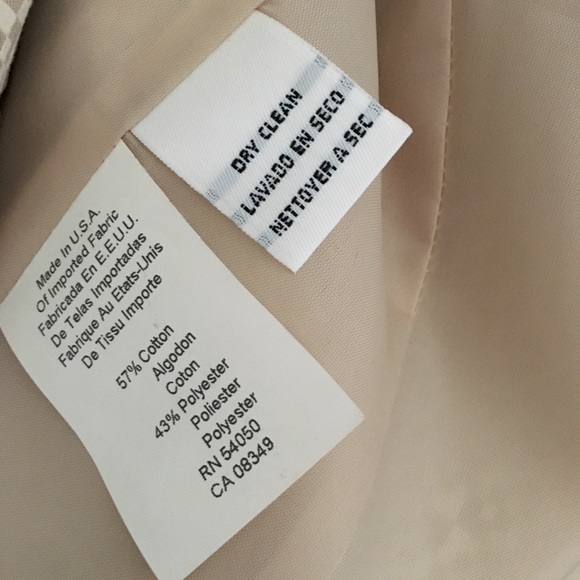 DRY CLEAN
LAVADO EN SECO
NETTOYER A SEC
Made In U.S.A.
Of Imported Fabric
Fabricada En E.E.U.U.
De Telas Importadas
Fabrique Au Etats-Unis
De Tissu Importe
57% Cotton
Algodon
Coton
43% Polyester
Poliester
Polyester
RN 54050
CA 08349